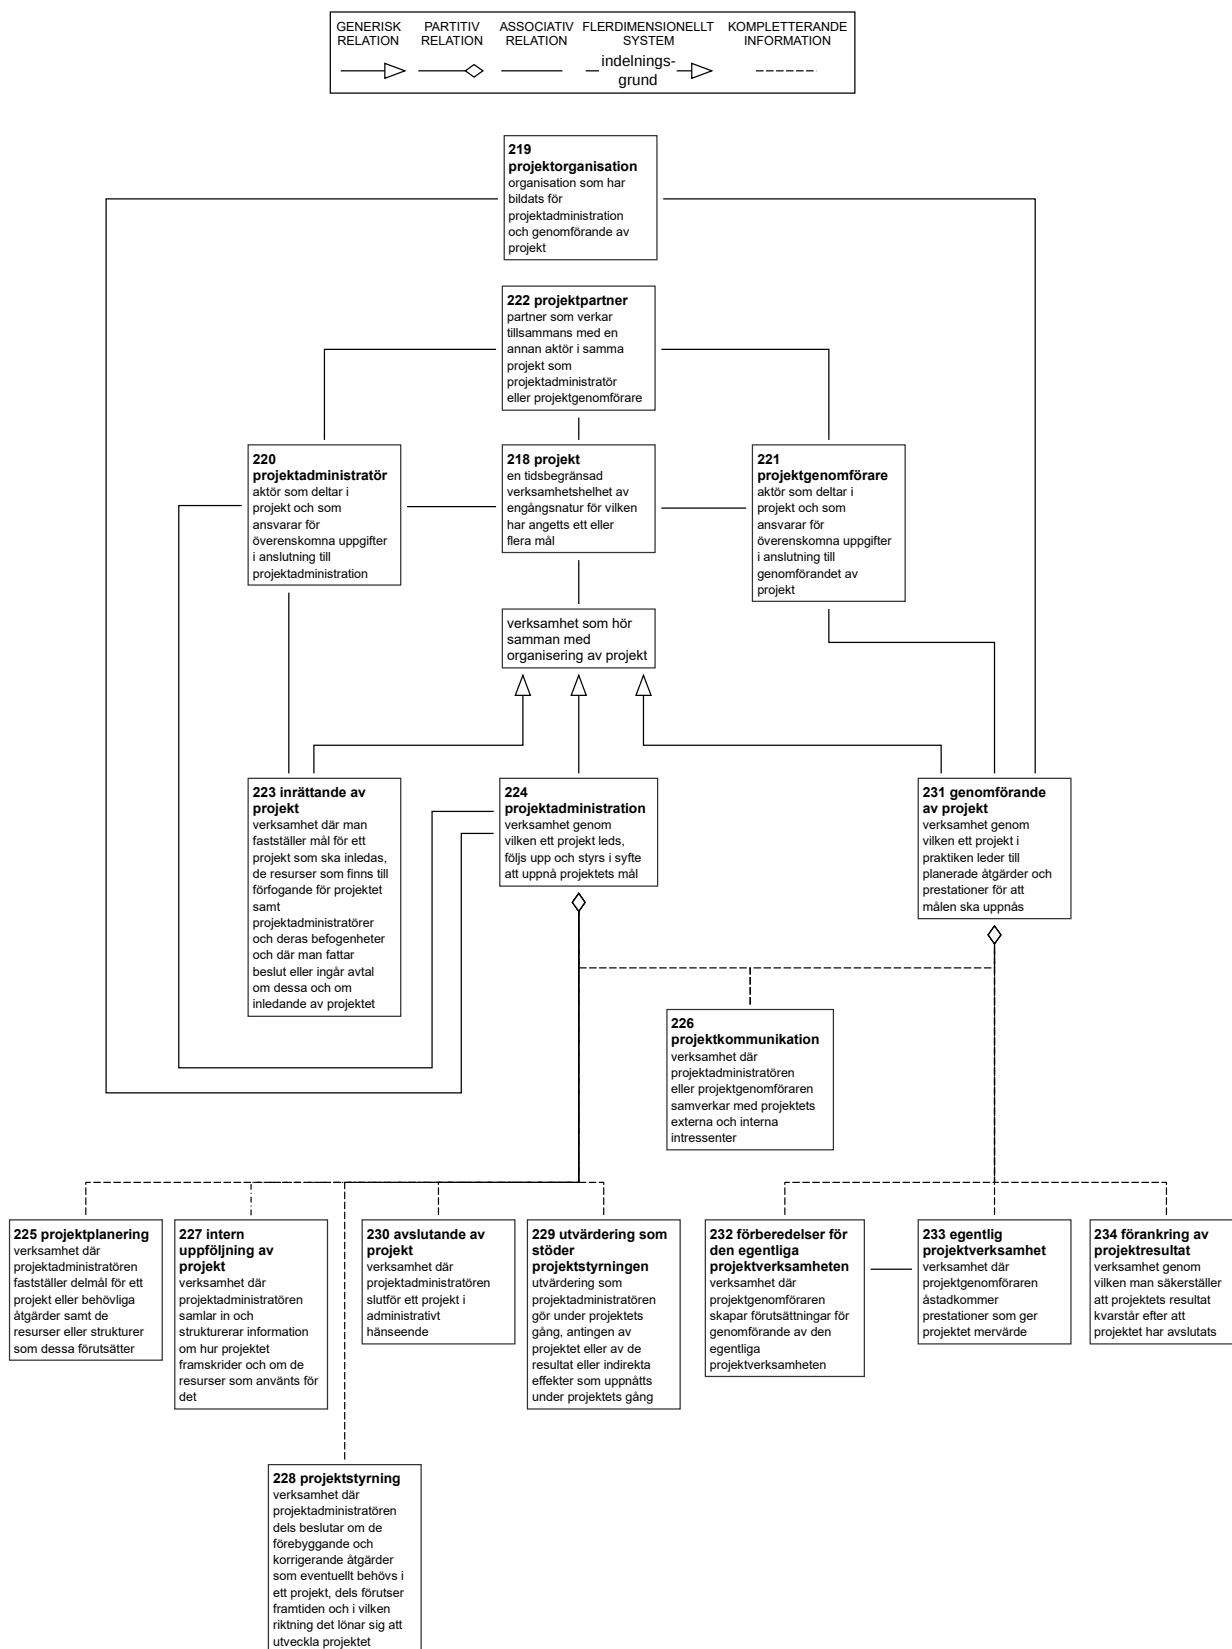 GENERISK
RELATION
PARTITIV
RELATION
ASSOCIATIV
RELATION
FLERDIMENSIONELLT
SYSTEM
indelnings-
grund
KOMPLETTERANDE
INFORMATION
219
projektorganisation
organisation som har
bildats för
projektadministration
och genomförande av
projekt
222 projektpartner
partner som verkar
tillsammans med en
annan aktör i samma
projekt som
projektadministratör
eller projektgenomförare
220
projektadministratör
aktör som deltar i
projekt och som
ansvarar för
överenskomna uppgifter
i anslutning till
projektadministration
218 projekt
en tidsbegränsad
verksamhetshelhet av
engångsnatur för vilken
har angetts ett eller
flera mål
221
projektgenomförare
aktör som deltar i
projekt och som
ansvarar för
överenskomna uppgifter
i anslutning till
genomförandet av
projekt
verksamhet som hör
samman med
organisering av projekt
223 inrättande av
projekt
verksamhet där man
fastställer mål för ett
projekt som ska inledas,
de resurser som finns till
förfogande för projektet
samt
projektadministratörer
och deras befogenheter
och där man fattar
beslut eller ingår avtal
om dessa och om
inledande av projektet
224
projektadministration
verksamhet genom
vilken ett projekt leds,
följs upp och styrs i syfte
att uppnå projektets mål
231 genomförande
av projekt
verksamhet genom
vilken ett projekt i
praktiken leder till
planerade åtgärder och
prestationer för att
målen ska uppnås
226
projektkommunikation
verksamhet där
projektadministratören
eller projektgenomföraren
samverkar med projektets
externa och interna
intressenter
225 projektplanering
verksamhet där
projektadministratören
fastställer delmål för ett
projekt eller behövliga
åtgärder samt de
resurser eller strukturer
som dessa förutsätter
227 intern
uppföljning av
projekt
verksamhet där
projektadministratören
samlar in och
strukturerar information
om hur projektet
framskrider och om de
resurser som använts för
det
230 avslutande av
projekt
verksamhet där
projektadministratören
slutför ett projekt i
administrativt
hänseende
229 utvärdering som
stöder
projektstyrningen
utvärdering som
projektadministratören
gör under projektets
gång, antingen av
projektet eller av de
resultat eller indirekta
effekter som uppnåtts
under projektets gång
232 förberedelser för
den egentliga
projektverksamheten
verksamhet där
projektgenomföraren
skapar förutsättningar för
genomförande av den
egentliga
projektverksamheten
233 egentlig
projektverksamhet
verksamhet där
projektgenomföraren
åstadkommer
prestationer som ger
projektet mervärde
234 förankring av
projektresultat
verksamhet genom
vilken man säkerställer
att projektets resultat
kvarstår efter att
projektet har avslutats
228 projektstyrning
verksamhet där
projektadministratören
dels beslutar om de
förebyggande och
korrigerande åtgärder
som eventuellt behövs i
ett projekt, dels förutser
framtiden och i vilken
riktning det lönar sig att
utveckla projektet